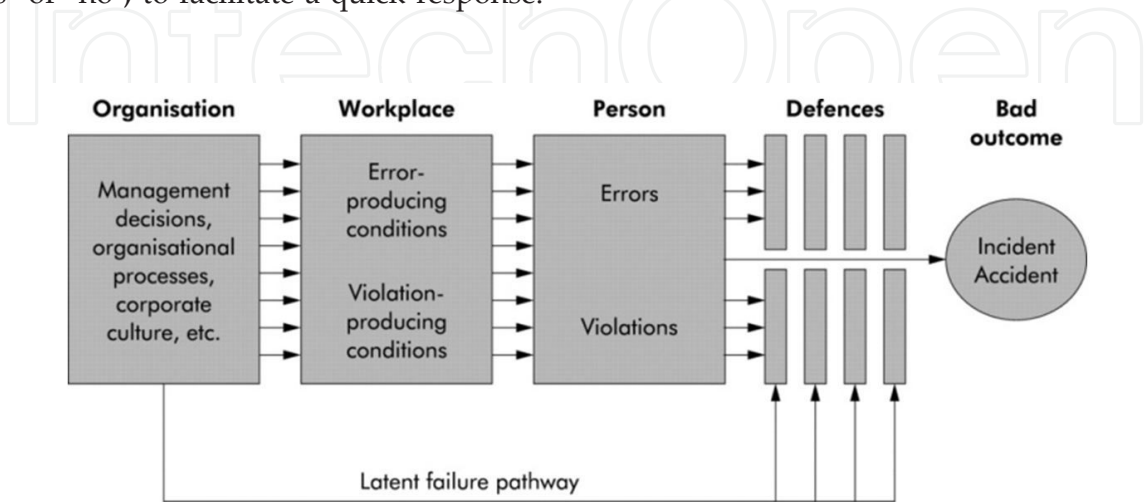 to facilitate a quick response.
IntechOpen
Organisation
Workplace
Person
Defences
Bad
outcome
Management
decisions,
organisational
processes,
corporate
culture, etc.
Error-
producing
conditions
Violation-
producing
conditions
Errors
Violations
Incident
Accident
Latent failure pathway